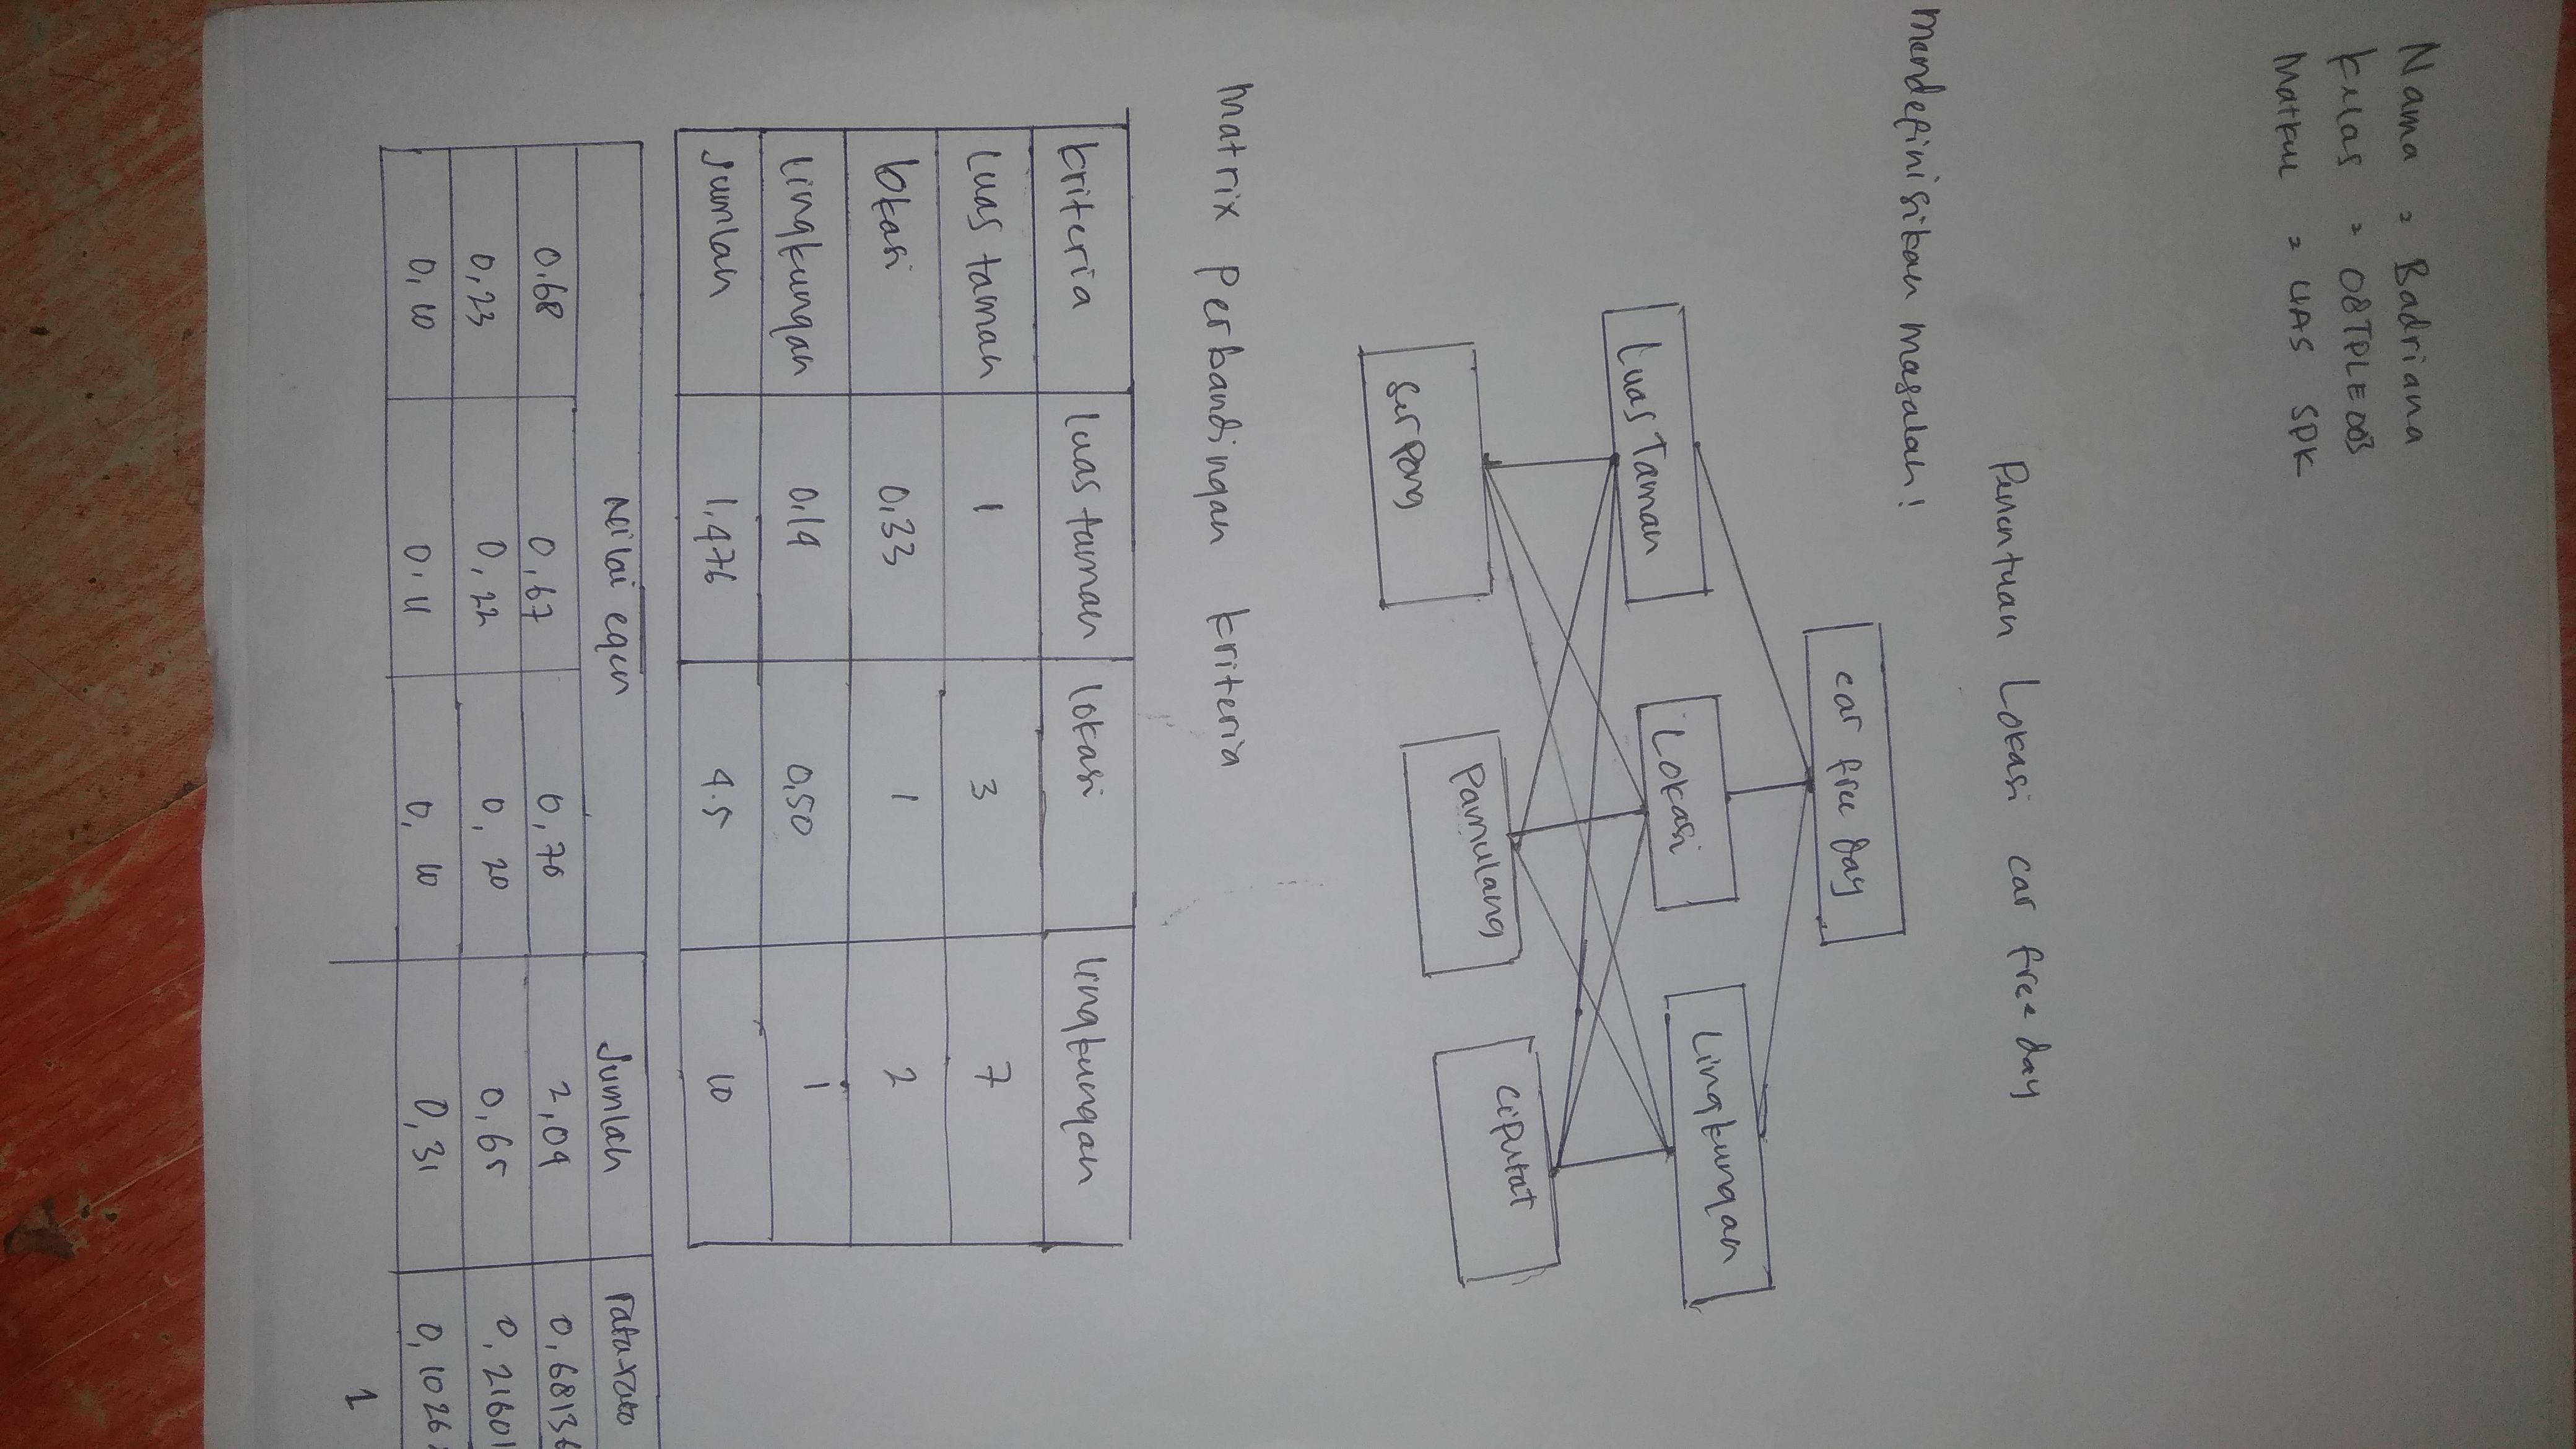 Nama = Badriana
Kelas = 08TPLE003
Matkul = UAS SPK
Penentuan Lokasi car free day
Mendefinisikan masalah!
car free day
Luas Taman Lokasi Lingkungan
Serpong Pamulang Ciputat
Matrix perbandingan kriteria
kriteria luas taman lokasi lingkungan
Luas taman 1 3 7
lokasi 0,33 1 2
Lingkungan 0,14 0,50 1
Jumlah 1,476 4.5 10
Nilai egen Jumlah rata-rata
0,68 0,67 0,70 2,04 0,68136
0,23 0,22 0,20 0,65 0,21601
0,10 0,11 0,10 0,31 0,1026
1